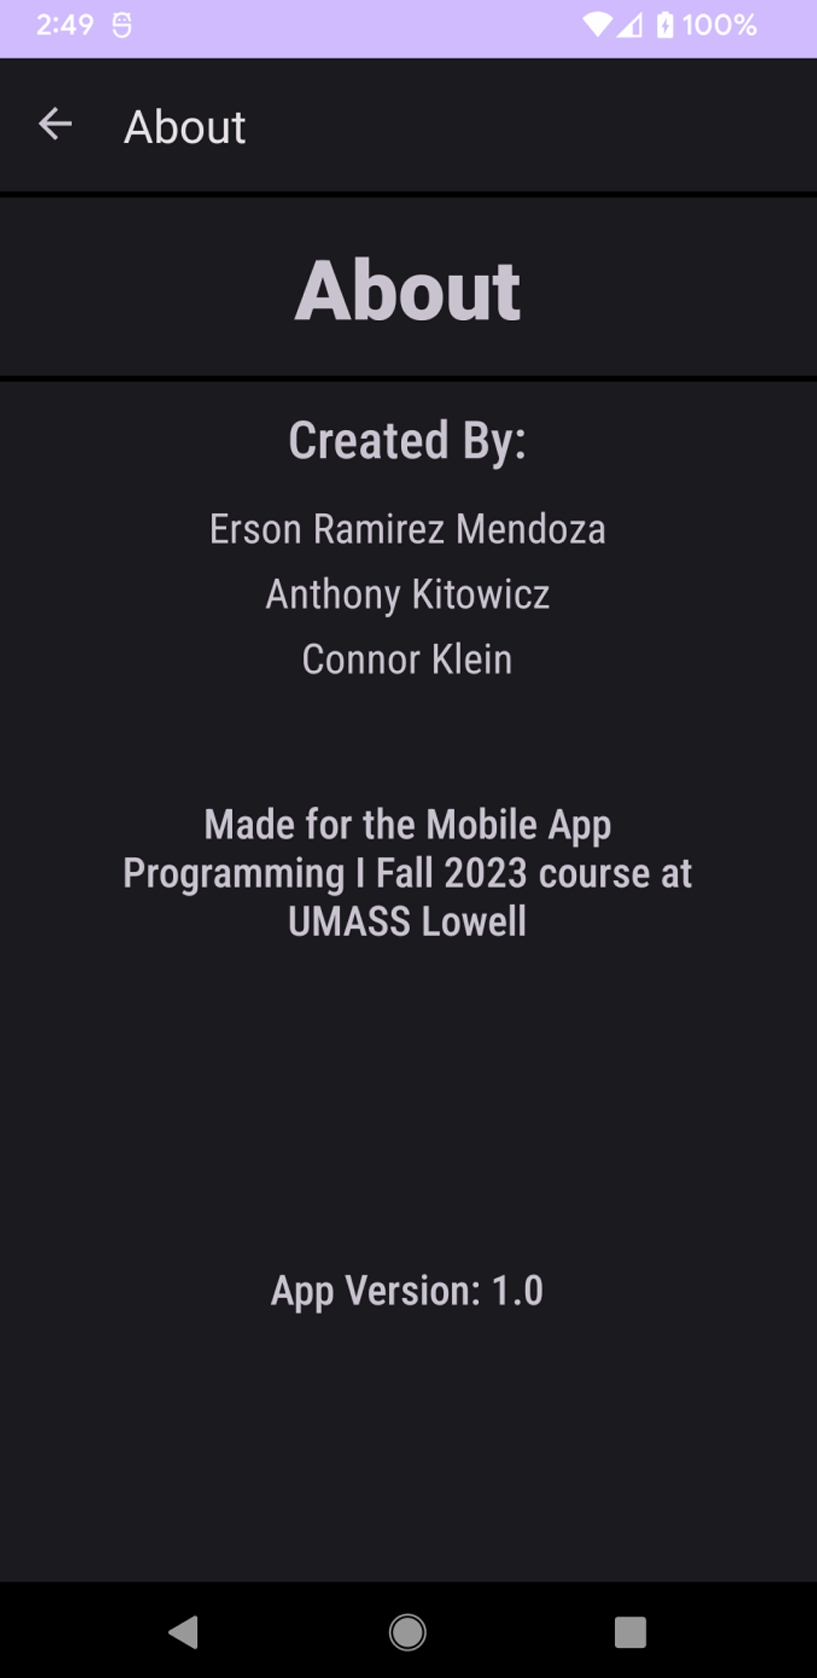 2:49 100%
About
About
Created By:
Erson Ramirez Mendoza
Anthony Kitowicz
Connor Klein
Made for the Mobile App
Programming I Fall 2023 course at
UMASS Lowell
App Version: 1.0